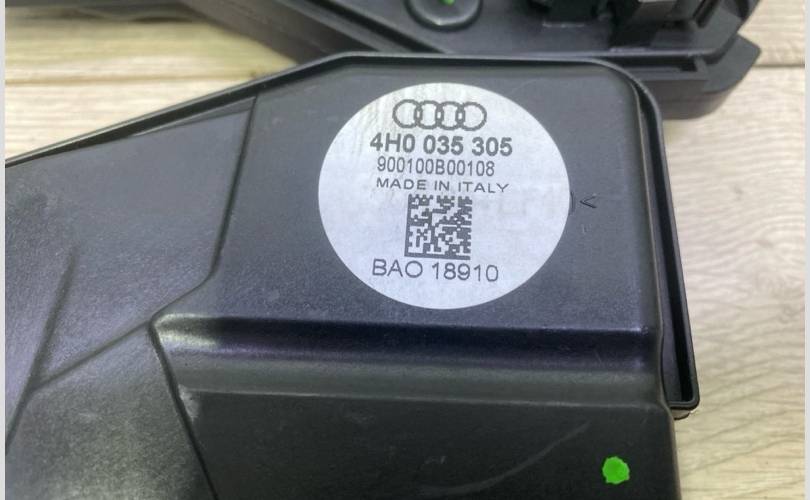 4H0 035 305
900100B00108
MADE IN ITALY
BAO 18910